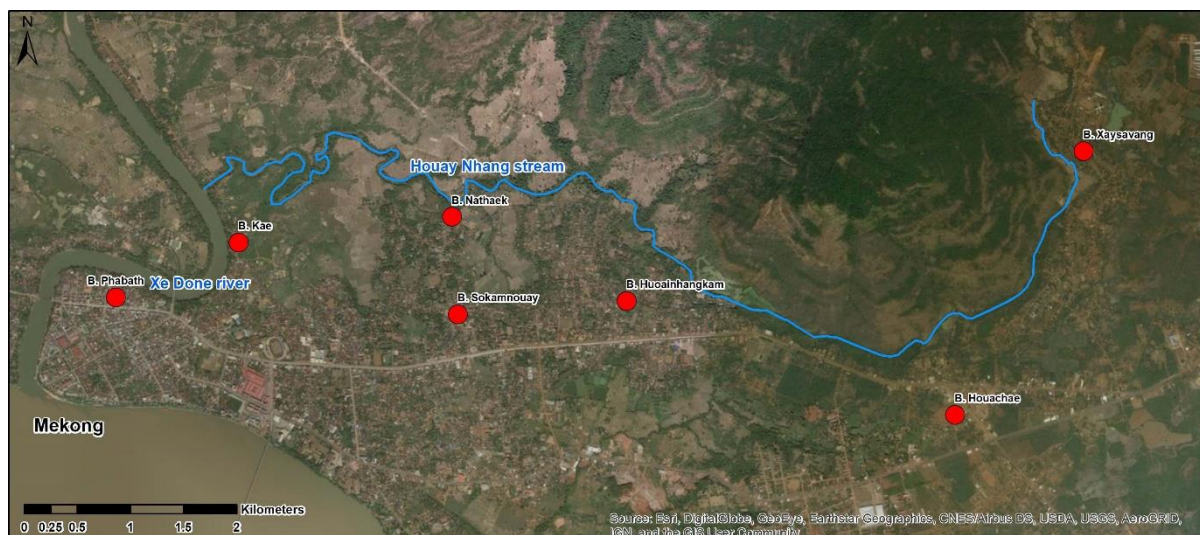 N
B. Xaysavang
Houay Nhang stream
B. Nathaek
B. Kae
B. Phabath
Xe Done river
B. Sokamnouay
B. Huoainhangkam
B. Houachae
Mekong
Kilometers
0 0.25 0.5 1 1.5 2
Source: Esri, DigitalGlobe, GeoEye, Earthstar Geographics, CNES/Airbus DS, USDA, USGS, AeroGRID,
IGN, and the GIS User Community